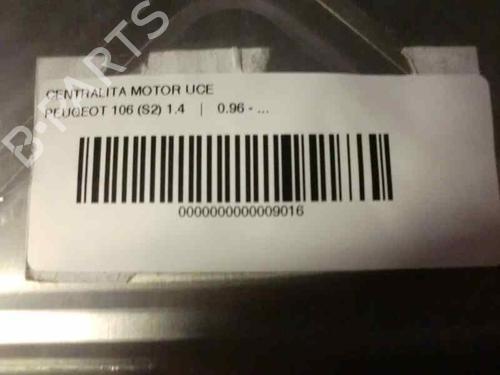 CENTRALITA MOTOR UCE
PEUGEOT 106 (S2) 1.4 | 0.96 - ...
0000000000009016
B-PARTS